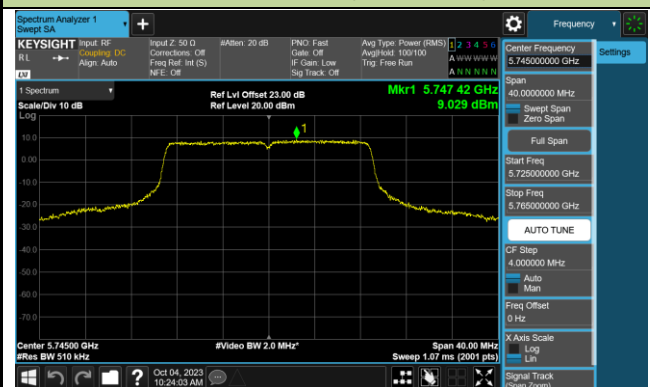 Spectrum Analyzer 1
Swept SA
+
Frequency
KEYSIGHT
RL
LNI
Input: RF
Coupling: DC
Align: Auto
Input Z: 50 Ω
Corrections: Off
Freq Ref: Int (S)
NFE: Off
#Atten: 20 dB
PNO: Fast
Gate: Off
IF Gain: Low
Sig Track: Off
Avg Type: Power (RMS)
Avg|Hold: 100/100
Trig: Free Run
1 2 3 4 5 6
A W W W W W
A N N N N N
1 Spectrum
Scale/Div 10 dB
Log
Ref Lvl Offset 23.00 dB
Ref Level 20.00 dBm
Mkr1 5.747 42 GHz
9.029 dBm
1
10.0
0.00
-10.0
-20.0
-30.0
-40.0
-50.0
-60.0
-70.0
Center 5.74500 GHz
#Res BW 510 kHz
#Video BW 2.0 MHz*
Span 40.00 MHz
Sweep 1.07 ms (2001 pts)
Oct 04, 2023
10:24:03 AM
?
Center Frequency
5.745000000 GHz
Span
40.0000000 MHz
Swept Span
Zero Span
Full Span
Start Freq
5.725000000 GHz
Stop Freq
5.765000000 GHz
AUTO TUNE
CF Step
4.000000 MHz
Auto
Man
Freq Offset
0 Hz
X Axis Scale
Log
Lin
Signal Track
(Span Zoom)
Settings